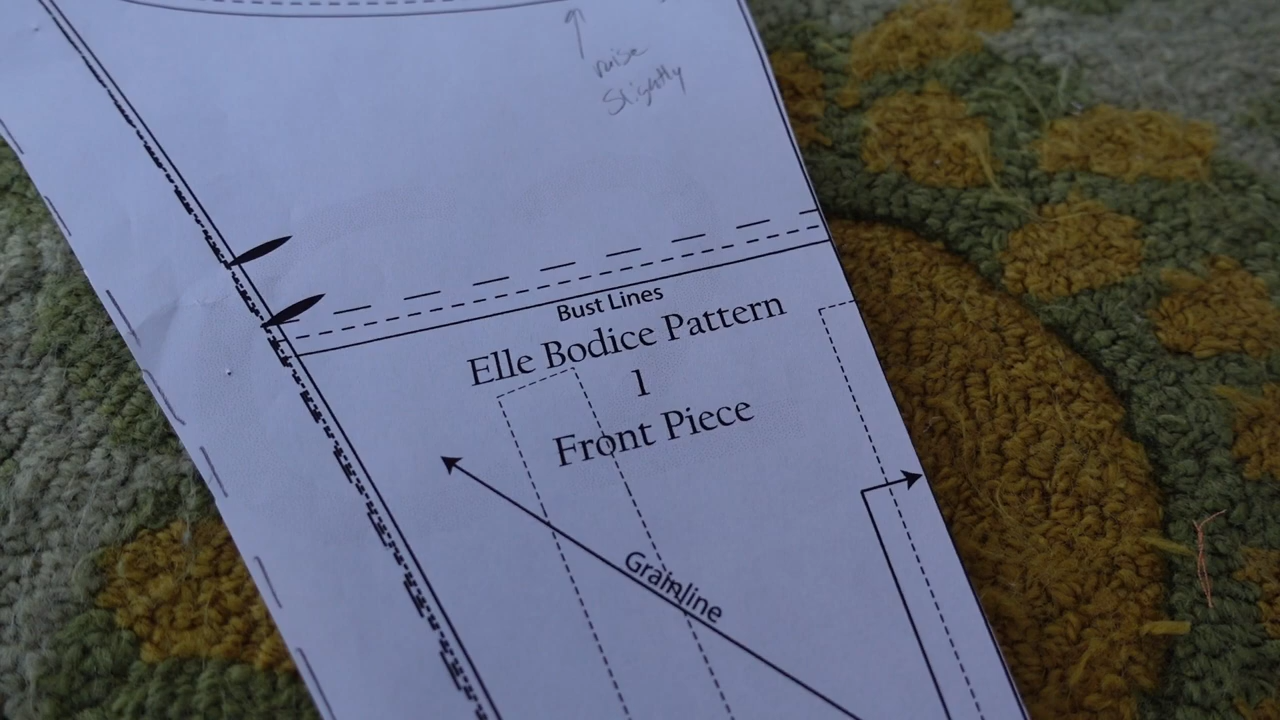 raise
Slightly
Bust Lines
Elle Bodice Pattern
1
Front Piece
Grainline